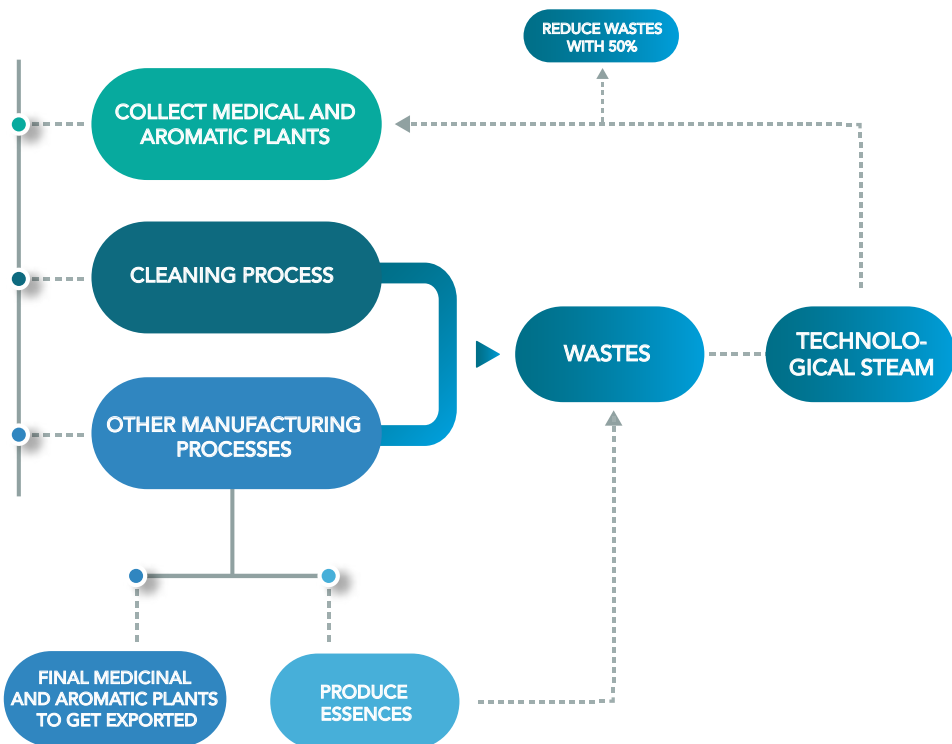 REDUCE WASTES
WITH 50%
COLLECT MEDICAL AND
AROMATIC PLANTS
CLEANING PROCESS
WASTES
TECHNOLO-
GICAL STEAM
OTHER MANUFACTURING
PROCESSES
FINAL MEDICINAL
AND AROMATIC PLANTS
TO GET EXPORTED
PRODUCE
ESSENCES